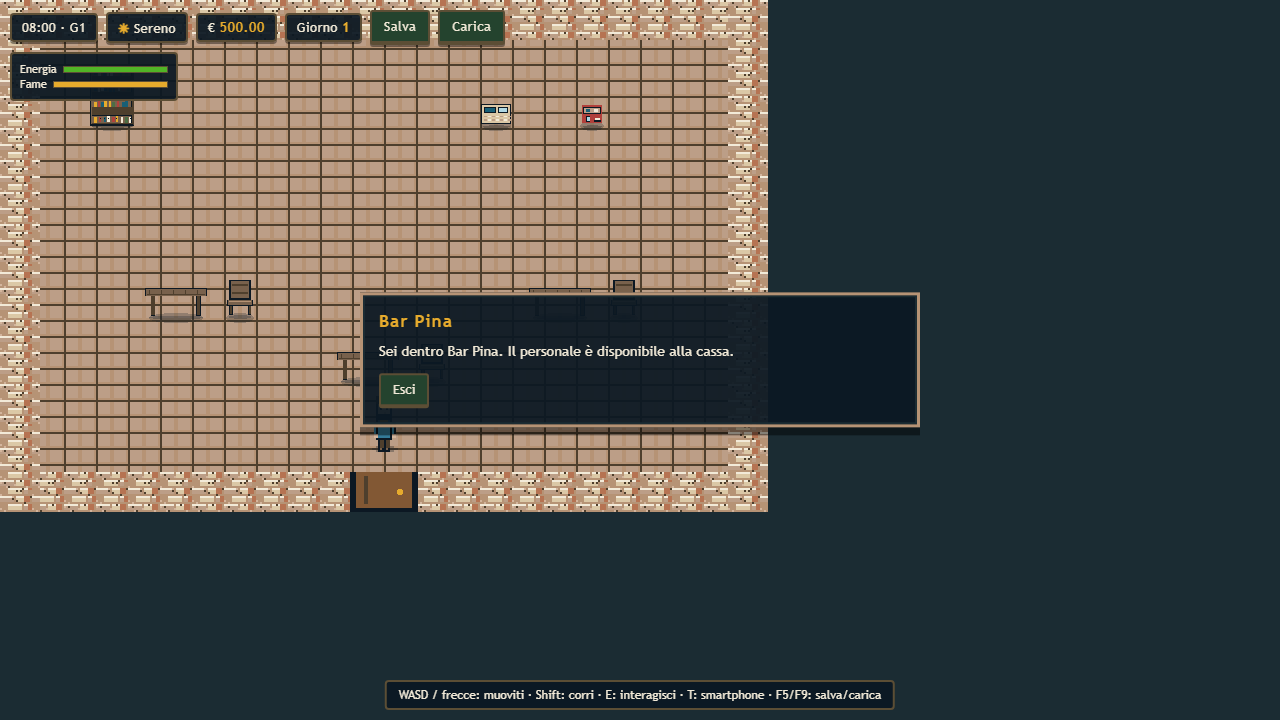 08:00 · G1
☀ Sereno
€ 500.00
Giorno 1
Salva
Carica
Energia
Fame
Bar Pina
Sei dentro Bar Pina. Il personale è disponibile alla cassa.
Esci
WASD / frecce: muoviti · Shift: corri · E: interagisci · T: smartphone · F5/F9: salva/carica